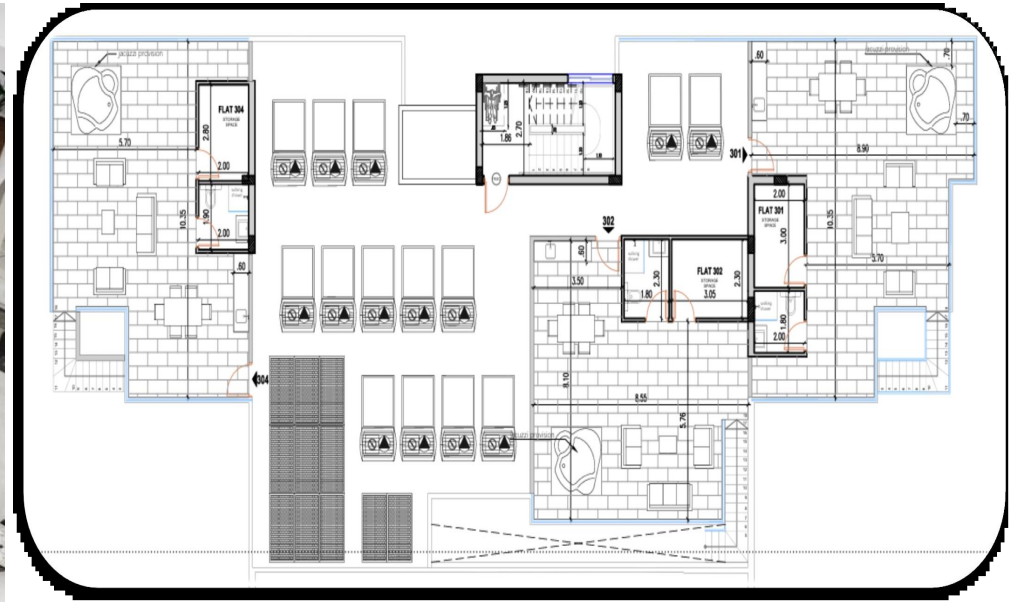 jacuzzi provision
FLAT 304
STORAGE
SPACE
2.80
2.00
5.70
10.35
1.90
2.00
.60
304
1.86
2.70
301
.60
jacuzzi provision
.70
.70
8.90
2.00
FLAT 301
STORAGE
SPACE
3.00
10.35
5.70
1.80
2.00
302
.60
3.50
2.30
1.80
FLAT 302
STORAGE
SPACE
3.05
2.30
8.10
8.55
5.76
jacuzzi provision